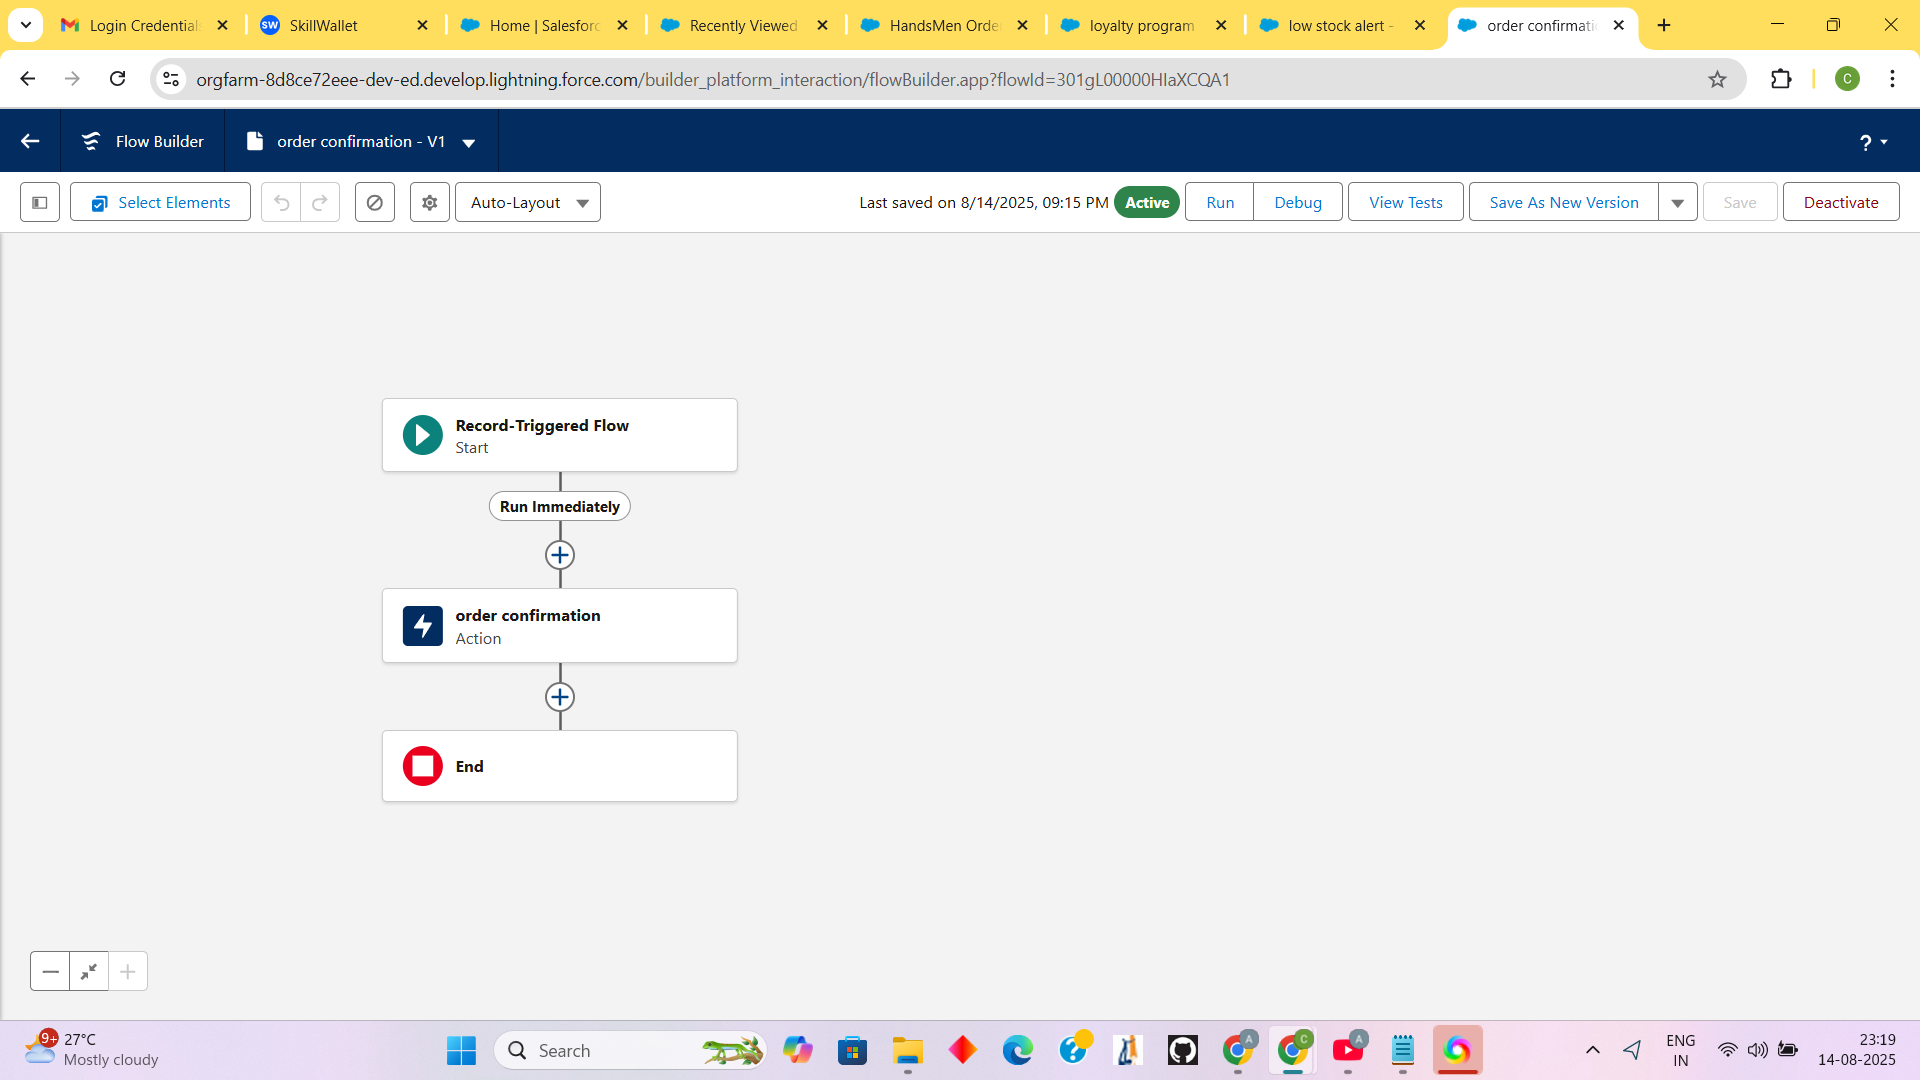 Login Credentials
SkillWallet
Home | Salesforc
Recently Viewed
HandsMen Orde
loyalty program
low stock alert -
order confirmatio
orgfarm-8d8ce72eee-dev-ed.develop.lightning.force.com/builder_platform_interaction/flowBuilder.app?flowId=301gL00000HIaXCQA1
C
Flow Builder
order confirmation - V1
?
Select Elements
Auto-Layout
Last saved on 8/14/2025, 09:15 PM
Active
Run
Debug
View Tests
Save As New Version
Save
Deactivate
Record-Triggered Flow
Start
Run Immediately
order confirmation
Action
End
9+
27°C
Mostly cloudy
Search
A
C
A
ENG
IN
23:19
14-08-2025